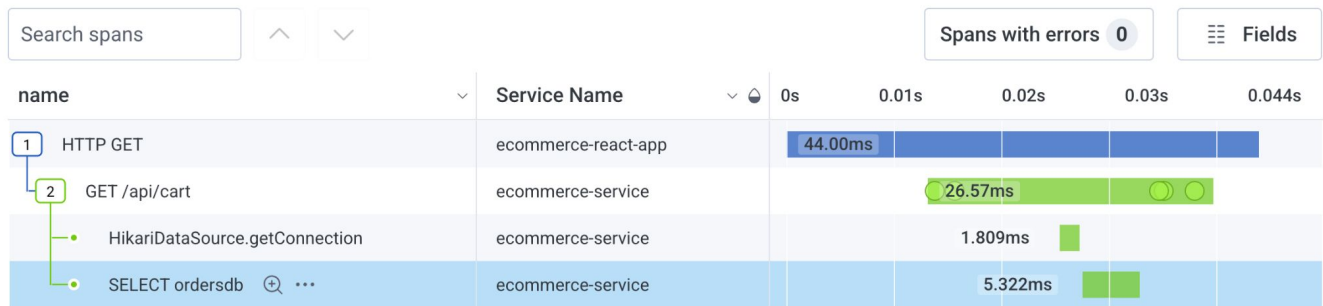 Search spans Spans with errors 0 Fields
name Service Name 0s 0.01s 0.02s 0.03s 0.044s
1 HTTP GET ecommerce-react-app 44.00ms
2 GET /api/cart ecommerce-service 26.57ms
HikariDataSource.getConnection ecommerce-service 1.809ms
SELECT ordersdb ecommerce-service 5.322ms